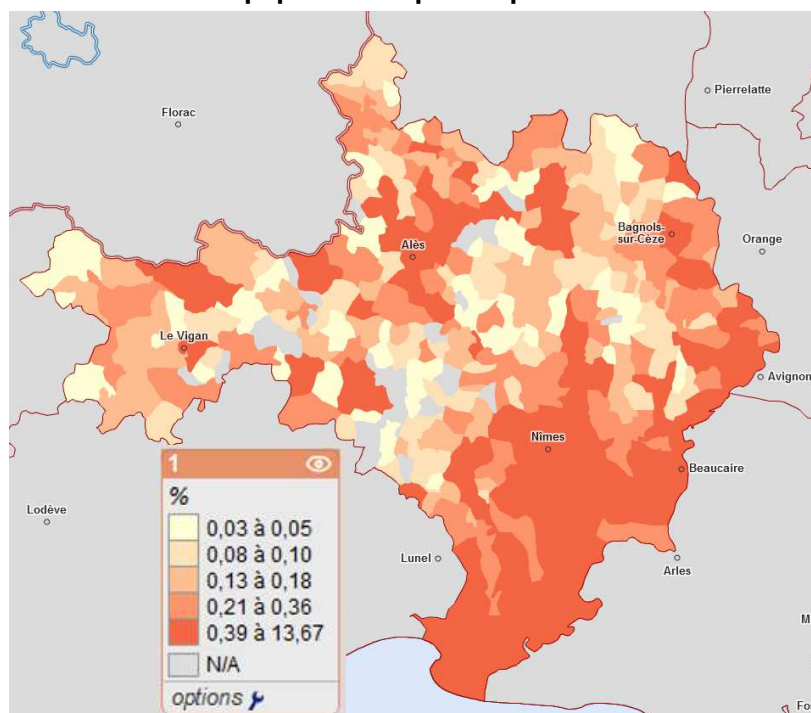 Pierrelatte
Florac
Alès
Bagnols-
sur-Cèze
Orange
Le Vigan
Avignon
Nîmes
Beaucaire
Lodève
Lunel
Arles
M
Fo
1
%
0,03 à 0,05
0,08 à 0,10
0,13 à 0,18
0,21 à 0,36
0,39 à 13,67
N/A
options